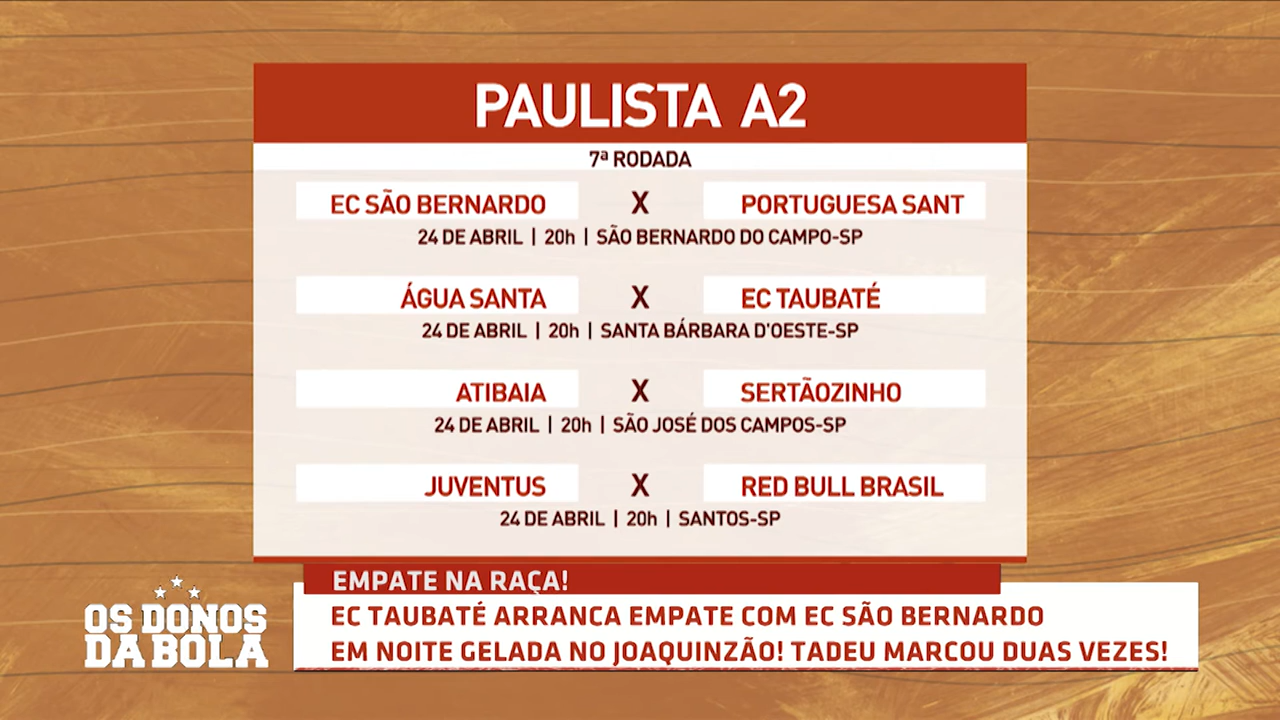 PAULISTA A2
7ª RODADA
EC SÃO BERNARDO X PORTUGUESA SANT
24 DE ABRIL | 20h | SÃO BERNARDO DO CAMPO-SP
ÁGUA SANTA X EC TAUBATÉ
24 DE ABRIL | 20h | SANTA BÁRBARA D'OESTE-SP
ATIBAIA X SERTÃOZINHO
24 DE ABRIL | 20h | SÃO JOSÉ DOS CAMPOS-SP
JUVENTUS X RED BULL BRASIL
24 DE ABRIL | 20h | SANTOS-SP
EMPATE NA RAÇA!
EC TAUBATÉ ARRANCA EMPATE COM EC SÃO BERNARDO
EM NOITE GELADA NO JOAQUINZÃO! TADEU MARCOU DUAS VEZES!
OS DONOS
DA BOLA